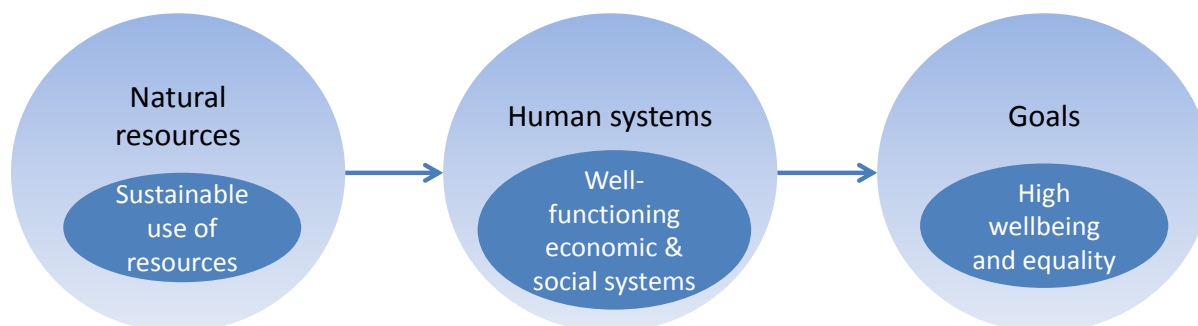 Natural
resources
Sustainable
use of
resources
Human systems
Well-
functioning
economic &
social systems
Goals
High
wellbeing
and equality